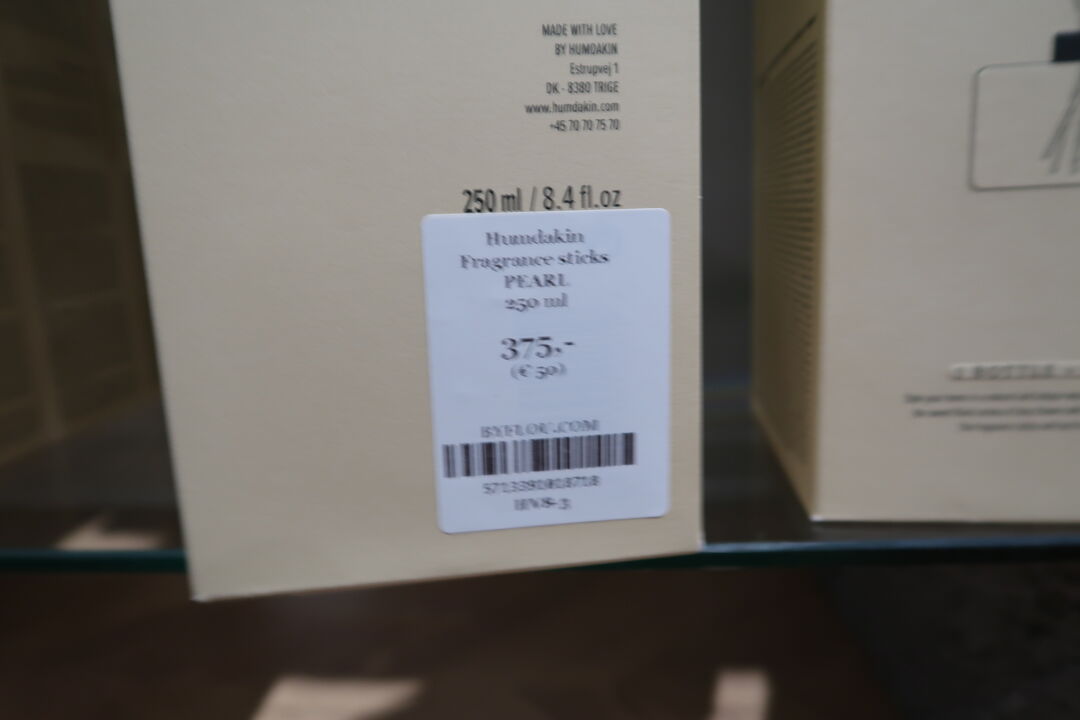 MADE WITH LOVE
BY HUMDAKIN
Estrupvej 1
DK - 8380 TRIGE
www.humdakin.com
+45 70 70 75 70
250 ml / 8.4 fl.oz
Humdakin
Fragrance sticks
PEARL
250 ml
375.-
(€ 50)
BYFLOU.COM